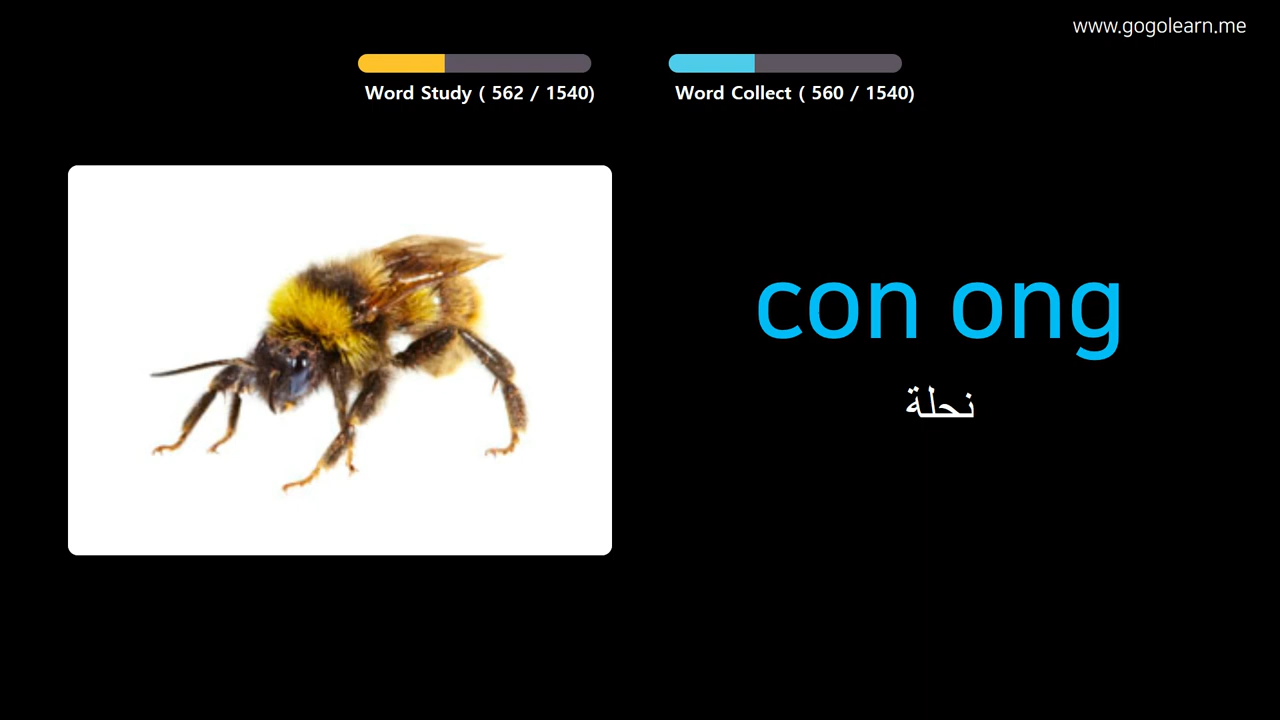 www.gogolearn.me
Word Study ( 562 / 1540)
Word Collect ( 560 / 1540)
con ong
نحلة